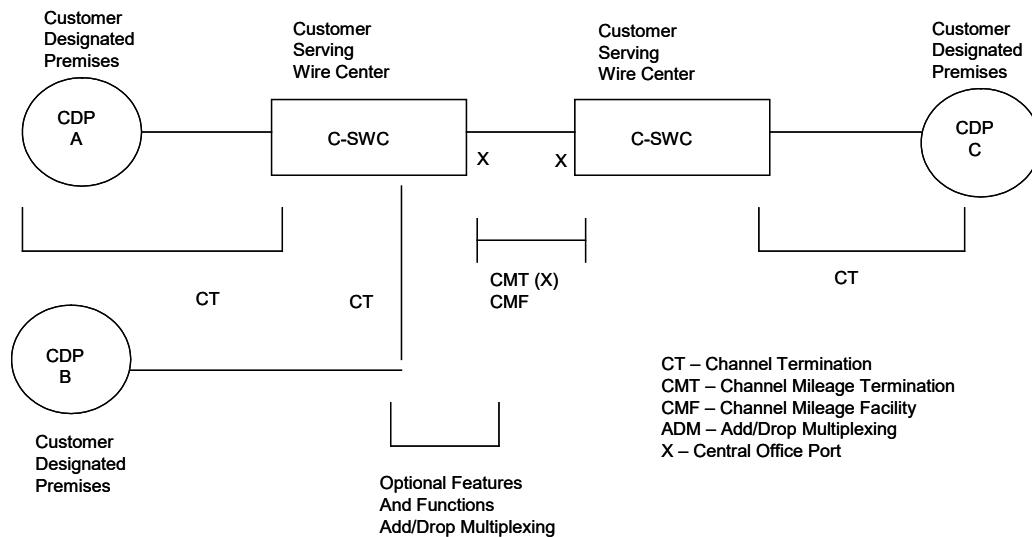 Customer
Designated
Premises
Customer
Serving
Wire Center
Customer
Serving
Wire Center
Customer
Designated
Premises
CDP
A
C-SWC
X
X
C-SWC
CDP
C
CT
CT
CMT (X)
CMF
CT
CDP
B
Customer
Designated
Premises
CT – Channel Termination
CMT – Channel Mileage Termination
CMF – Channel Mileage Facility
ADM – Add/Drop Multiplexing
X – Central Office Port
Optional Features
And Functions
Add/Drop Multiplexing